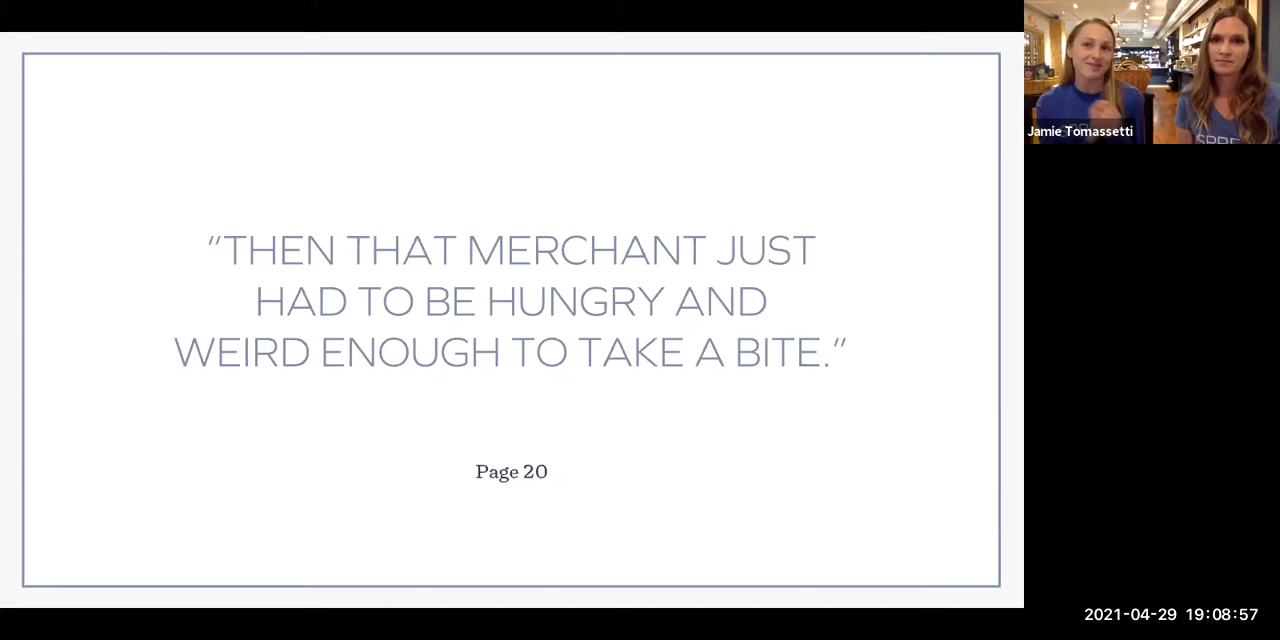 “THEN THAT MERCHANT JUST
HAD TO BE HUNGRY AND
WEIRD ENOUGH TO TAKE A BITE.”
Page 20
Jamie Tomassetti
2021-04-29 19:08:57